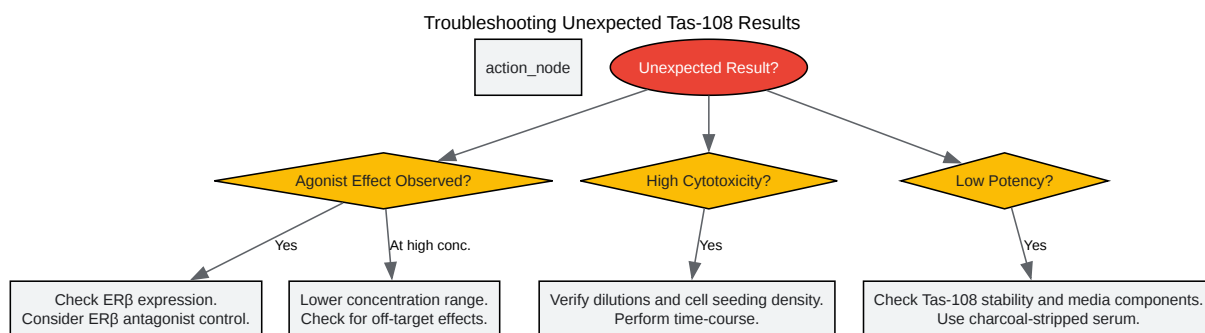 Troubleshooting Unexpected Tas-108 Results
action_node
Unexpected Result?
Agonist Effect Observed?
High Cytotoxicity?
Low Potency?
Yes
At high conc.
Yes
Yes
Check ERβ expression.
Consider ERβ antagonist control.
Lower concentration range.
Check for off-target effects.
Verify dilutions and cell seeding density.
Perform time-course.
Check Tas-108 stability and media components.
Use charcoal-stripped serum.